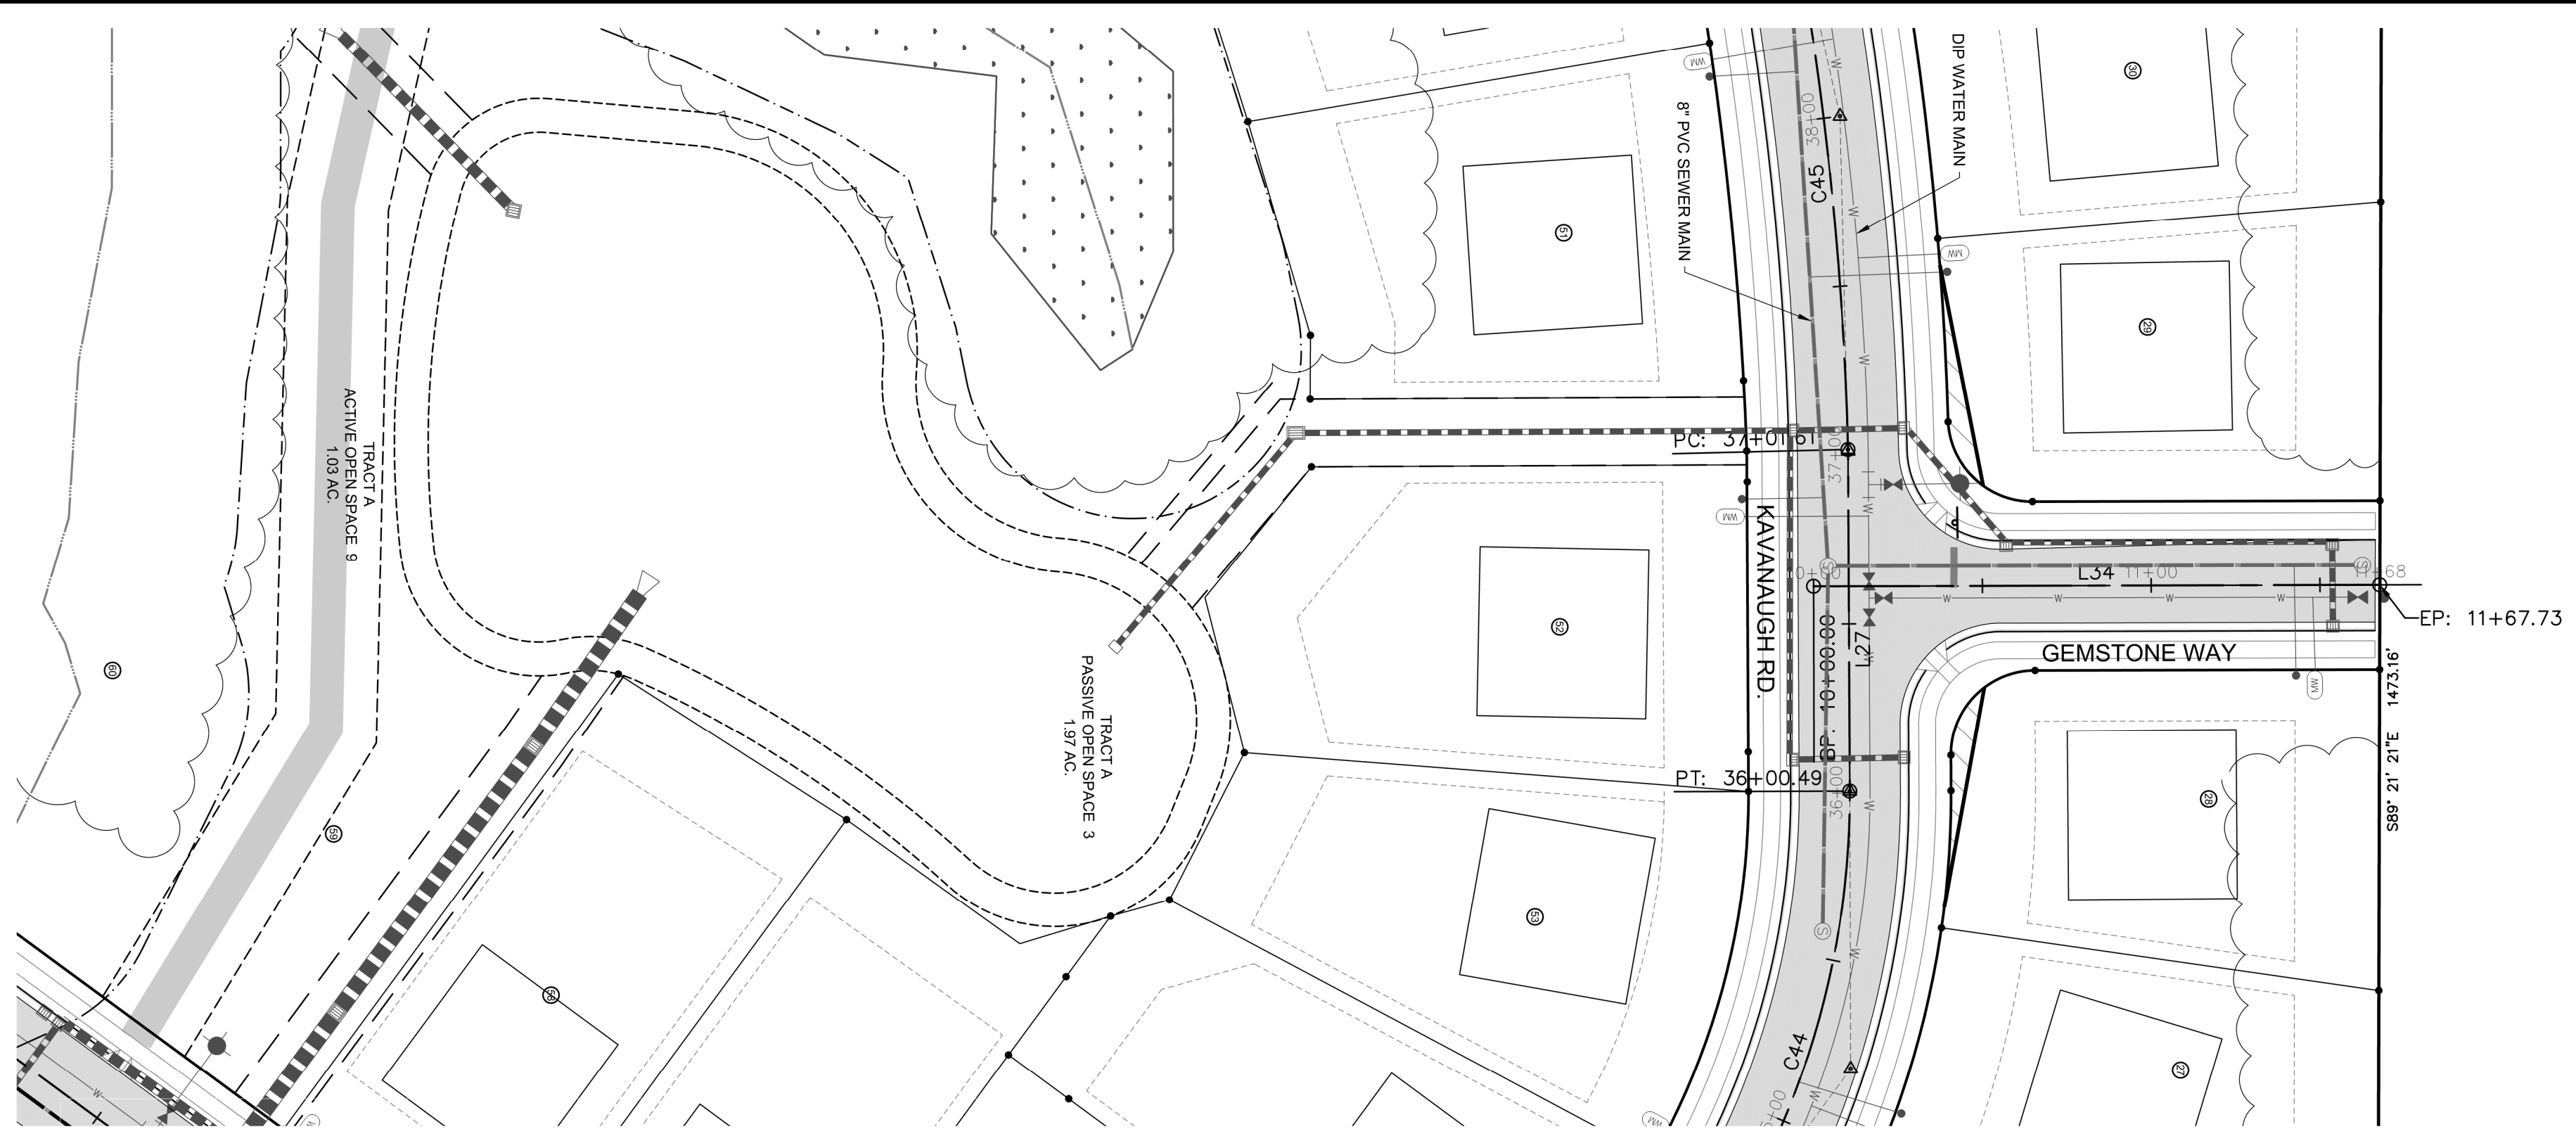 DIP WATER MAIN
8" PVC SEWER MAIN
30
29
51
WM
WM
38+00
C45
W
PC: 37+01.61
37+00
KAVANAUGH RD.
WM
TRACT A
ACTIVE OPEN SPACE 9
1.03 AC.
L34
11+00
11+68
EP: 11+67.73
GEMSTONE WAY
BP: 10+00.00
L27
S
S
52
60
WM
S89° 21' 21"E 1473.16'
TRACT A
PASSIVE OPEN SPACE 3
1.97 AC.
PT: 36+00.49
36+00
28
59
53
S
58
C44
27
WM